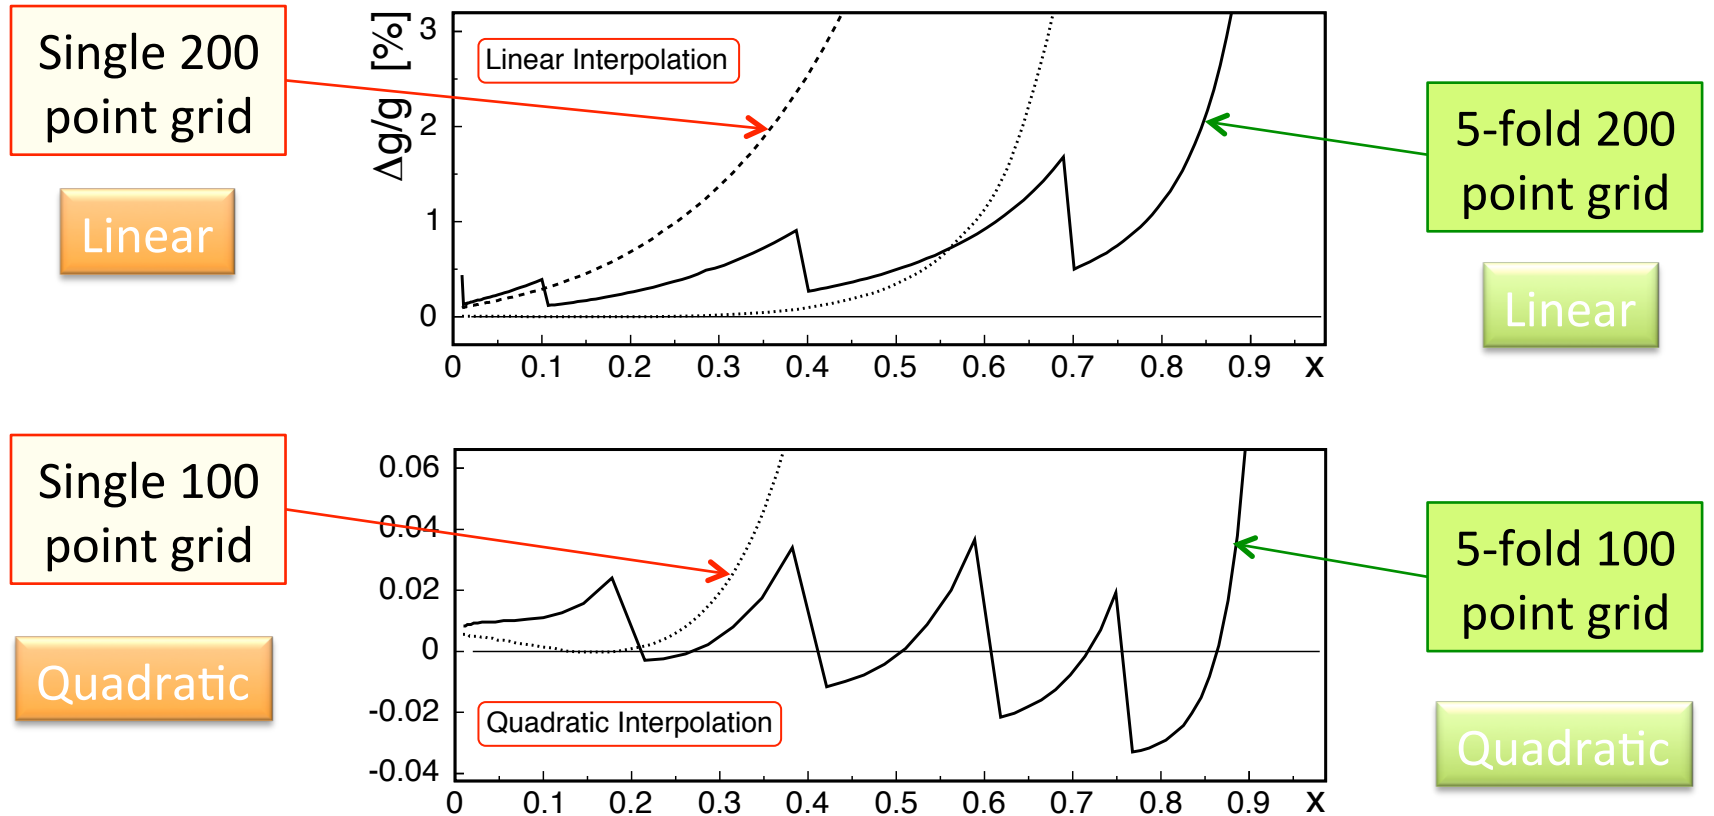 Single 200
point grid
Linear
Δg/g [%]
3
2
1
0
Linear Interpolation
0 0.1 0.2 0.3 0.4 0.5 0.6 0.7 0.8 0.9 x
5-fold 200
point grid
Linear
Single 100
point grid
Quadratic
0.06
0.04
0.02
0
-0.02
-0.04
Quadratic Interpolation
0 0.1 0.2 0.3 0.4 0.5 0.6 0.7 0.8 0.9 x
5-fold 100
point grid
Quadratic